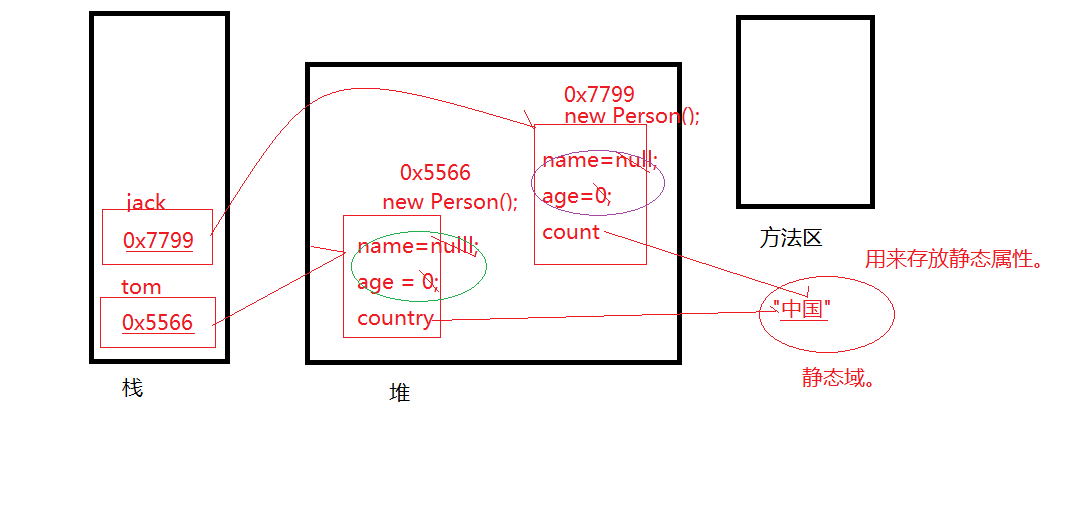 jack
0x7799
tom
0x5566
栈
0x5566
new Person();
name=nulll;
age = 0;
country
0x7799
new Person();
name=null;
age=0;
count
堆
方法区
用来存放静态属性。
"中国"
静态域。